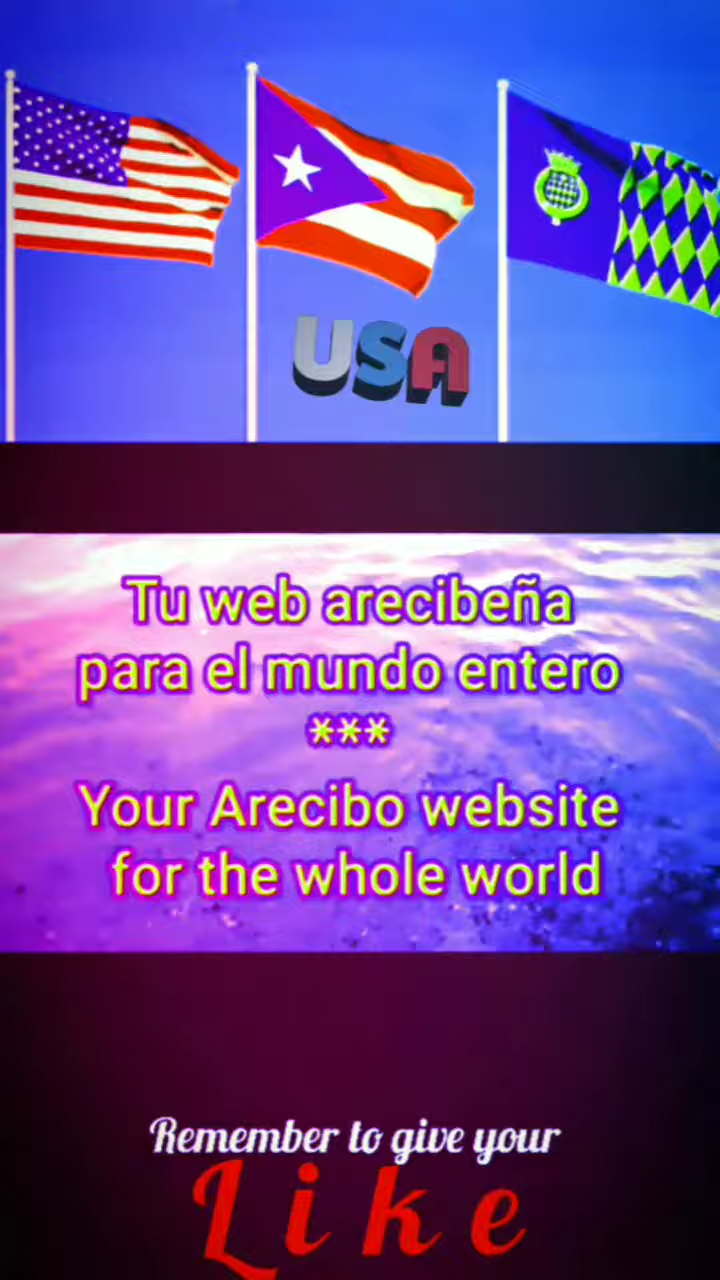 USA
Tu web arecibeña
para el mundo entero
***
Your Arecibo website
for the whole world
Remember to give your
Like